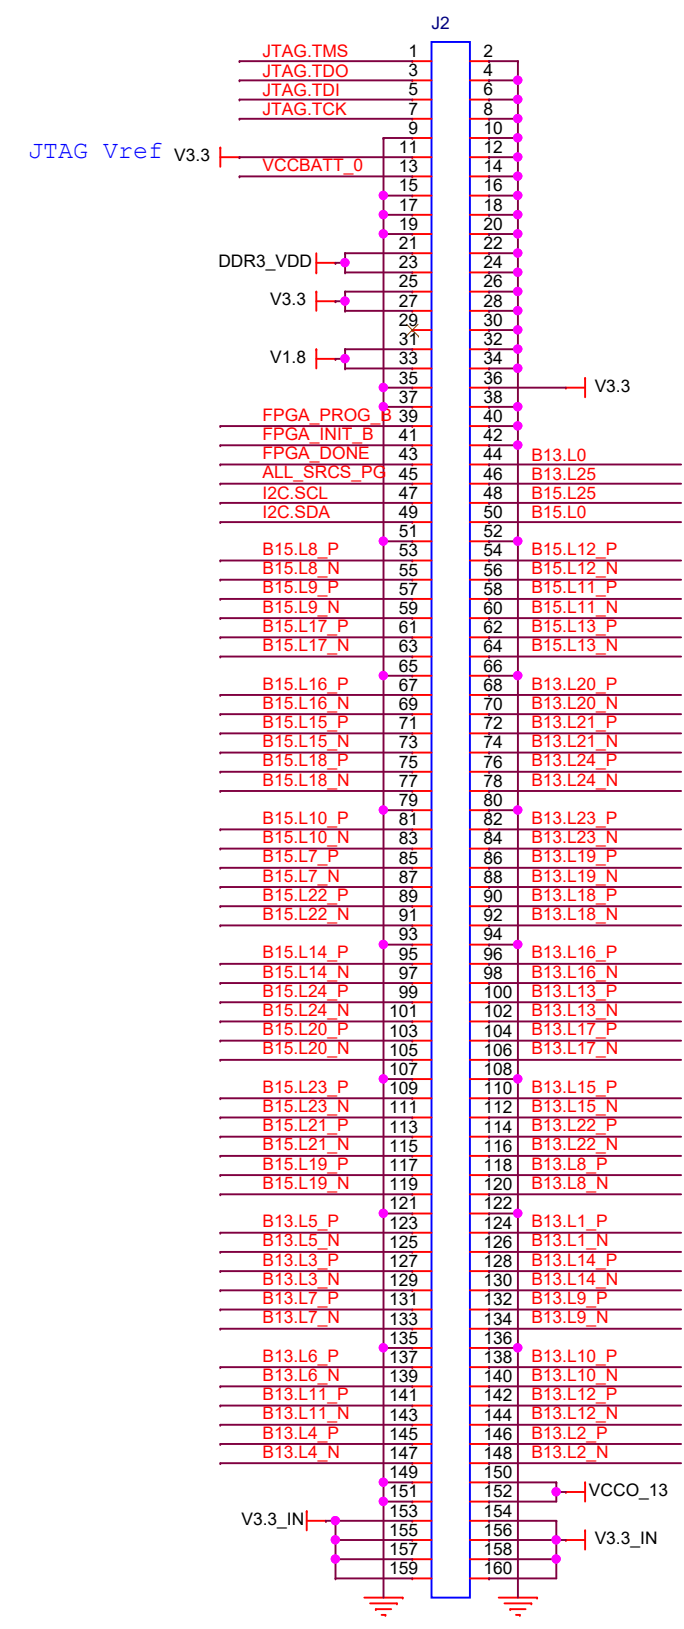 J2
JTAG.TMS 1 2
JTAG.TDO 3 4
JTAG.TDI 5 6
JTAG.TCK 7 8
9 10
JTAG Vref V3.3 11 12
VCCBATT_0 13 14
15 16
17 18
19 20
21 22
DDR3_VDD 23 24
25 26
V3.3 27 28
29 30
31 32
V1.8 33 34
35 36 V3.3
37 38
FPGA_PROG_B 39 40
FPGA_INIT_B 41 42
FPGA_DONE 43 44 B13.L0
ALL_SRCS_PG 45 46 B13.L25
I2C.SCL 47 48 B15.L25
I2C.SDA 49 50 B15.L0
51 52
B15.L8_P 53 54 B15.L12_P
B15.L8_N 55 56 B15.L12_N
B15.L9_P 57 58 B15.L11_P
B15.L9_N 59 60 B15.L11_N
B15.L17_P 61 62 B15.L13_P
B15.L17_N 63 64 B15.L13_N
65 66
B15.L16_P 67 68 B13.L20_P
B15.L16_N 69 70 B13.L20_N
B15.L15_P 71 72 B13.L21_P
B15.L15_N 73 74 B13.L21_N
B15.L18_P 75 76 B13.L24_P
B15.L18_N 77 78 B13.L24_N
79 80
B15.L10_P 81 82 B13.L23_P
B15.L10_N 83 84 B13.L23_N
B15.L7_P 85 86 B13.L19_P
B15.L7_N 87 88 B13.L19_N
B15.L22_P 89 90 B13.L18_P
B15.L22_N 91 92 B13.L18_N
93 94
B15.L14_P 95 96 B13.L16_P
B15.L14_N 97 98 B13.L16_N
B15.L24_P 99 100 B13.L13_P
B15.L24_N 101 102 B13.L13_N
B15.L20_P 103 104 B13.L17_P
B15.L20_N 105 106 B13.L17_N
107 108
B15.L23_P 109 110 B13.L15_P
B15.L23_N 111 112 B13.L15_N
B15.L21_P 113 114 B13.L22_P
B15.L21_N 115 116 B13.L22_N
B15.L19_P 117 118 B13.L8_P
B15.L19_N 119 120 B13.L8_N
121 122
B13.L5_P 123 124 B13.L1_P
B13.L5_N 125 126 B13.L1_N
B13.L3_P 127 128 B13.L14_P
B13.L3_N 129 130 B13.L14_N
B13.L7_P 131 132 B13.L9_P
B13.L7_N 133 134 B13.L9_N
135 136
B13.L6_P 137 138 B13.L10_P
B13.L6_N 139 140 B13.L10_N
B13.L11_P 141 142 B13.L12_P
B13.L11_N 143 144 B13.L12_N
B13.L4_P 145 146 B13.L2_P
B13.L4_N 147 148 B13.L2_N
149 150
151 152 VCCO_13
V3.3_IN 153 154
155 156 V3.3_IN
157 158
159 160